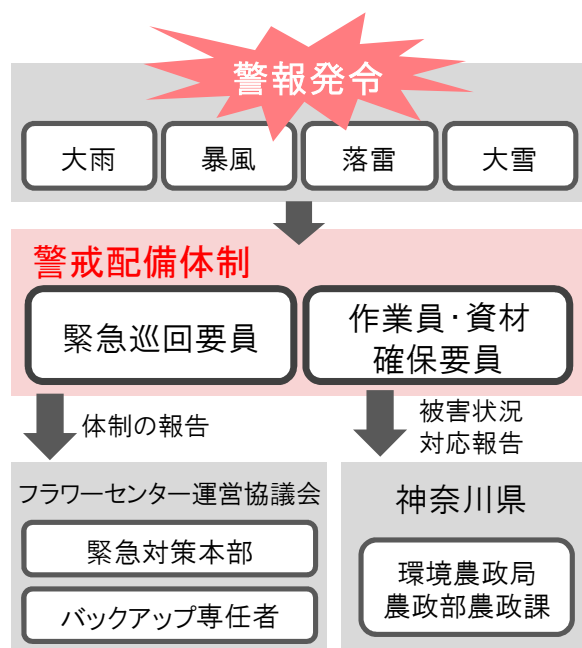 警報発令
大雨
暴風
落雷
大雪
警戒配備体制
緊急巡回要員
作業員・資材
確保要員
体制の報告
被害状況
対応報告
フラワーセンター運営協議会
緊急対策本部
バックアップ専任者
神奈川県
環境農政局
農政部農政課